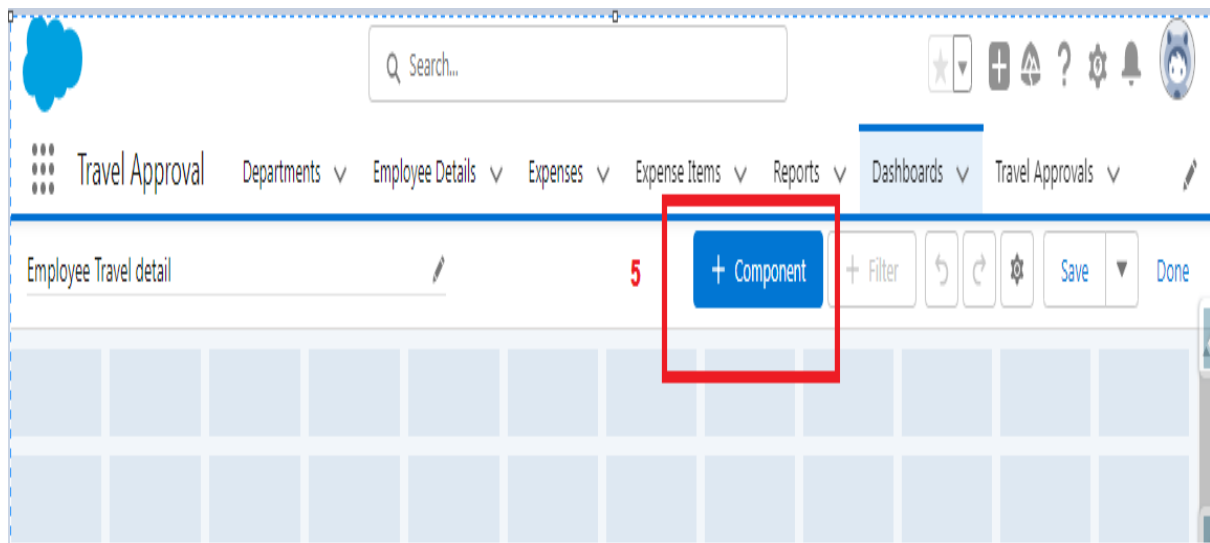 Search...
Travel Approval Departments Employee Details Expenses Expense Items Reports Dashboards Travel Approvals
Employee Travel detail 5 + Component + Filter Save Done